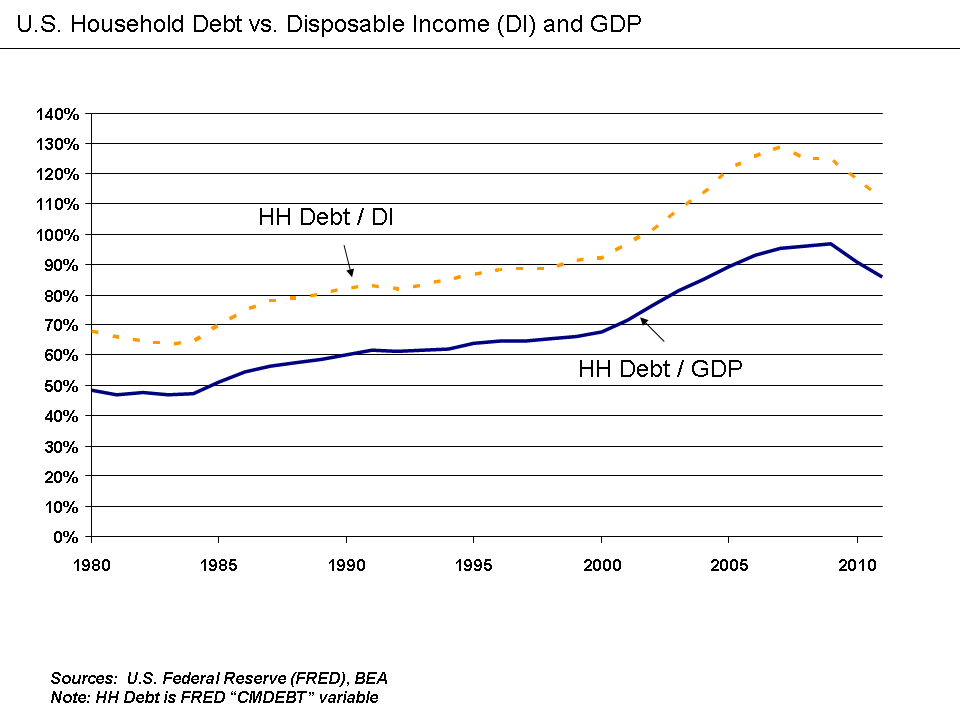 U.S. Household Debt vs. Disposable Income (DI) and GDP
140%
130%
120%
110%
100%
90%
80%
70%
60%
50%
40%
30%
20%
10%
0%
HH Debt / DI
HH Debt / GDP
1980 1985 1990 1995 2000 2005 2010
Sources:  U.S. Federal Reserve (FRED), BEA
Note: HH Debt is FRED “CMDEBT” variable